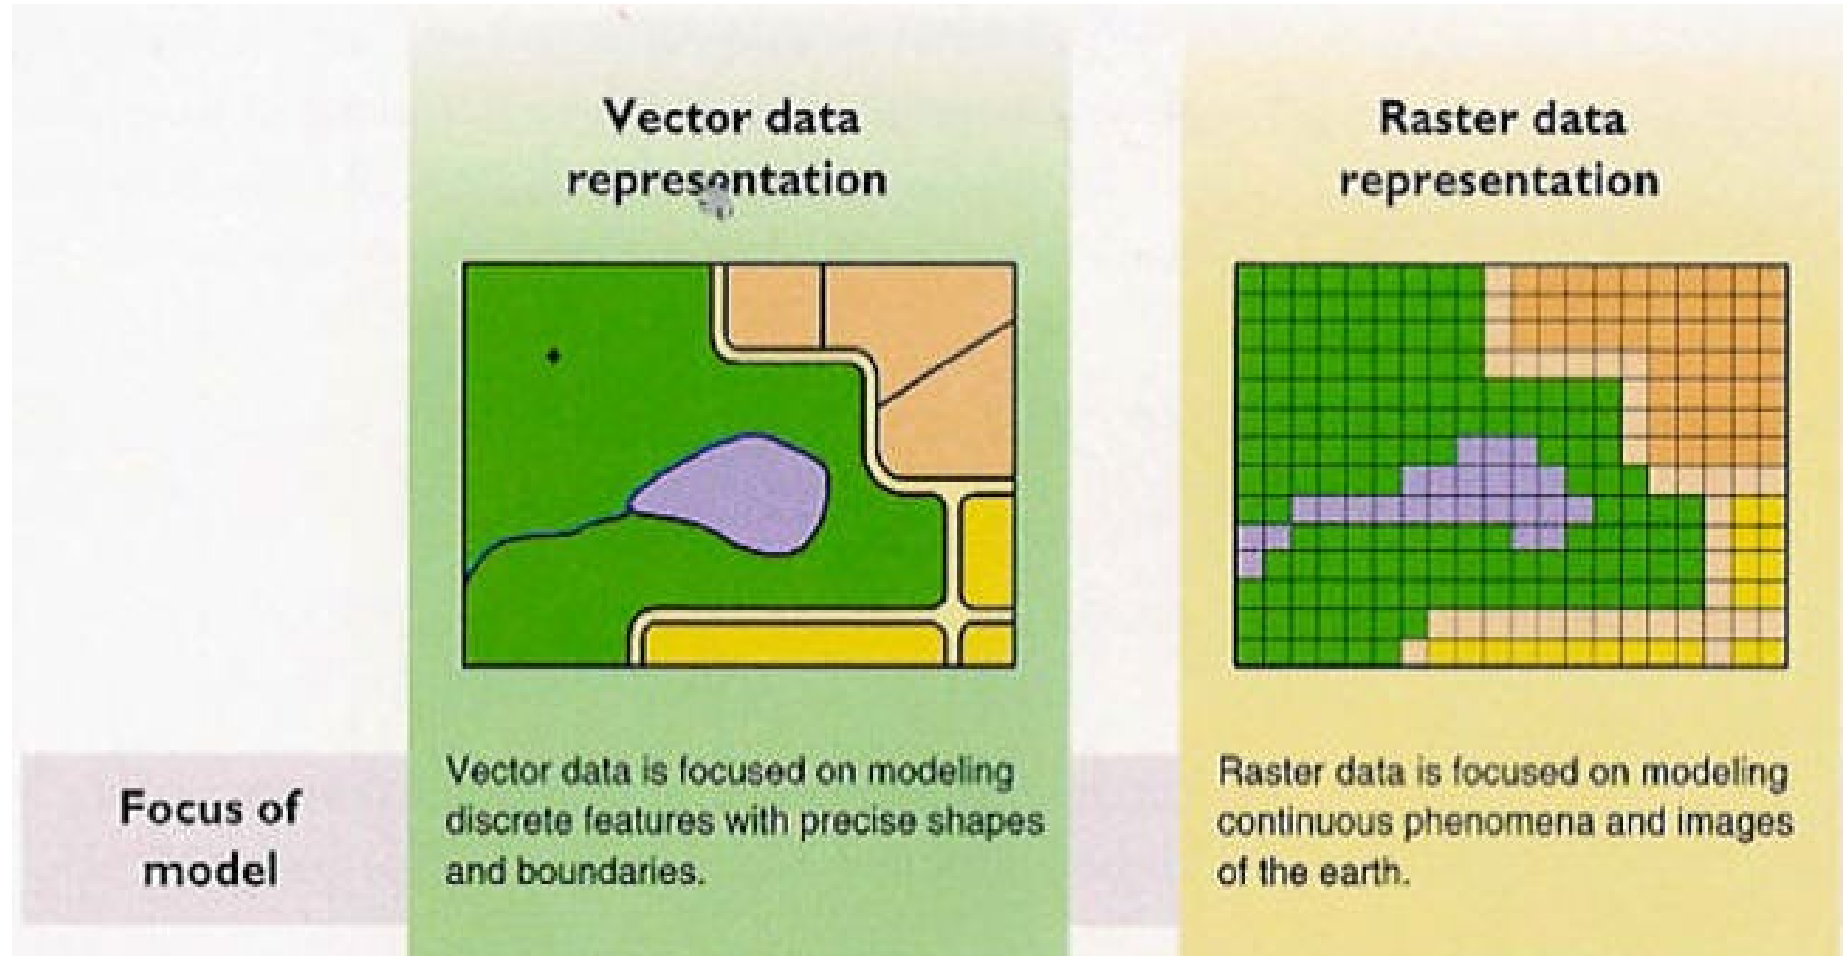 Vector data
representation
Raster data
representation
Focus of
model
Vector data is focused on modeling
discrete features with precise shapes
and boundaries.
Raster data is focused on modeling
continuous phenomena and images
of the earth.